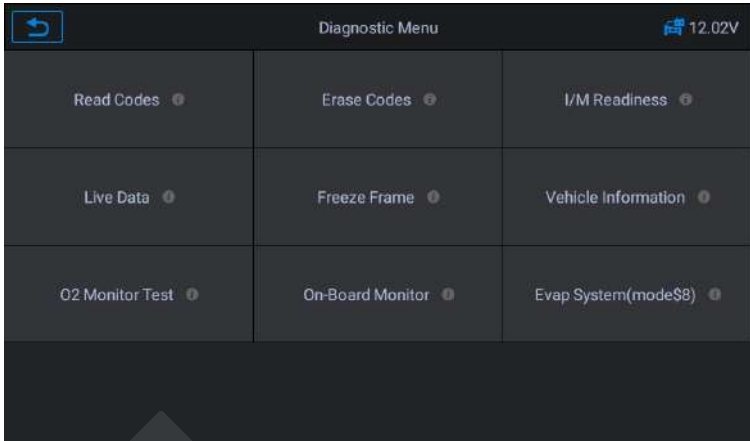 Diagnostic Menu 12.02V
Read Codes Erase Codes I/M Readiness
Live Data Freeze Frame Vehicle Information
O2 Monitor Test On-Board Monitor Evap System(mode$8)